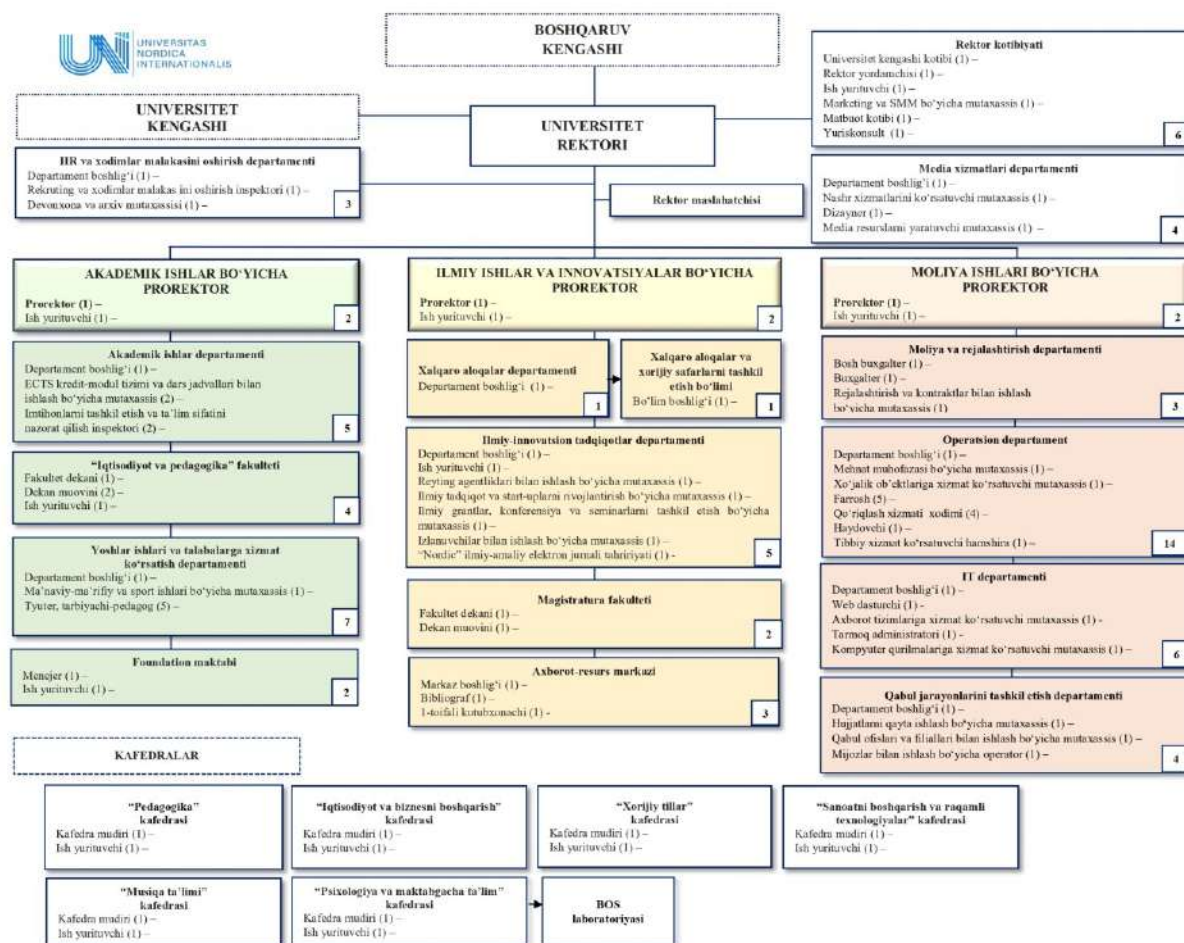 UNIVERSITAS
NORDICA
INTERNATIONALIS
BOSHQARUV
KENGASHI
UNIVERSITET
KENGASHI
UNIVERSITET
REKTORI
Rektor kotibiyati
Universitet kengashi kotibi (1) –
Rektor yordamchisi (1) –
Ish yurituvchi (1) –
Marketing va SMM bo‘yicha mutaxassis (1) –
Matbuot kotibi (1) –
Yuriskonsult (1) –
6
HR va xodimlar malakasini oshirish departamenti
Departament boshlig‘i (1) –
Rekruting va xodimlar malakas ini oshirish inspektori (1) –
Devonxona va arxiv mutaxassisi (1) –
3
Rektor maslahatchisi
Media xizmatlari departamenti
Departament boshlig‘i (1) –
Nashr xizmatlarini ko‘rsatuvchi mutaxassis (1) –
Dizayner (1) –
Media resurslarni yaratuvchi mutaxassis (1) –
4
AKADEMIK ISHLAR BO‘YICHA
PROREKTOR
Prorektor (1) –
Ish yurituvchi (1) –
2
Akademik ishlar departamenti
Departament boshlig‘i (1) –
ECTS kredit-modul tizimi va dars jadvallari bilan
ishlash bo‘yicha mutaxassis (2) –
Imtihonlarni tashkil etish va ta’lim sifatini
nazorat qilish inspektori (2) –
5
“Iqtisodiyot va pedagogika” fakulteti
Fakultet dekani (1) –
Dekan muovini (2) –
Ish yurituvchi (1) –
4
Yoshlar ishlari va talabalarga xizmat
ko‘rsatish departamenti
Departament boshlig‘i (1) –
Ma’naviy-ma’rifiy va sport ishlari bo‘yicha mutaxassis (1) –
Tyuter, tarbiyachi-pedagog (5) –
7
Foundation maktabi
Menejer (1) –
Ish yurituvchi (1) –
2
ILMIY ISHLAR VA INNOVATSIYALAR BO‘YICHA
PROREKTOR
Prorektor (1) –
Ish yurituvchi (1) –
2
Xalqaro aloqalar departamenti
Departament boshlig‘i (1) –
1
Xalqaro aloqalar va
xorijiy safarlarni tashkil
etish bo‘limi
Bo‘lim boshlig‘i (1) –
1
Ilmiy-innovatsion tadqiqotlar departamenti
Departament boshlig‘i (1) –
Ish yurituvchi (1) –
Reyting agentliklari bilan ishlash bo‘yicha mutaxassis (1) –
Ilmiy tadqiqot va start-uplarni rivojlantirish bo‘yicha mutaxassis (1) –
Ilmiy grantlar, konferensiya va seminarlarni tashkil etish bo‘yicha
mutaxassis (1) –
Izlanuvchilar bilan ishlash bo‘yicha mutaxassis (1) –
“Nordic” ilmiy-amaliy elektron jurnali tahririyati (1) -
5
Magistratura fakulteti
Fakultet dekani (1) –
Dekan muovini (1) –
2
Axborot-resurs markazi
Markaz boshlig‘i (1) –
Bibliograf (1) –
1-toifali kutubxonachi (1) -
3
MOLIYA ISHLARI BO‘YICHA
PROREKTOR
Prorektor (1) –
Ish yurituvchi (1) –
2
Moliya va rejalashtirish departamenti
Bosh buxgalter (1) –
Buxgalter (1) –
Rejalashtirish va kontraktlar bilan ishlash
bo‘yicha mutaxassis (1)
3
Operatsion departament
Departament boshlig‘i (1) –
Mehnat muhofazasi bo‘yicha mutaxassis (1) –
Xo‘jalik ob’ektlariga xizmat ko‘rsatuvchi mutaxassis (1) –
Farrosh (5) –
Qo‘riqlash xizmati xodimi (4) –
Haydovchi (1) –
Tibbiy xizmat ko‘rsatuvchi hamshira (1) –
14
IT departamenti
Departament boshlig‘i (1) –
Web dasturchi (1) -
Axborot tizimlariga xizmat ko‘rsatuvchi mutaxassis (1) -
Tarmoq administratori (1) -
Kompyuter qurilmalariga xizmat ko‘rsatuvchi mutaxassis (1) –
6
Qabul jarayonlarini tashkil etish departamenti
Departament boshlig‘i (1) –
Hujjatlarni qayta ishlash bo‘yicha mutaxassis (1) –
Qabul ofislari va filiallari bilan ishlash bo‘yicha mutaxassis (1) –
Mijozlar bilan ishlash bo‘yicha operator (1) –
4
KAFEDRALAR
“Pedagogika”
kafedrasi
Kafedra mudiri (1) –
Ish yurituvchi (1) –
“Iqtisodiyot va biznesni boshqarish”
kafedrasi
Kafedra mudiri (1) –
Ish yurituvchi (1) –
“Xorijiy tillar”
kafedrasi
Kafedra mudiri (1) –
Ish yurituvchi (1) –
“Sanoatni boshqarish va raqamli
texnologiyalar” kafedrasi
Kafedra mudiri (1) –
Ish yurituvchi (1) –
“Musiqa ta’limi”
kafedrasi
Kafedra mudiri (1) –
Ish yurituvchi (1) –
“Psixologiya va maktabgacha ta’lim”
kafedrasi
Kafedra mudiri (1) –
Ish yurituvchi (1) –
BOS
laboratoriyasi